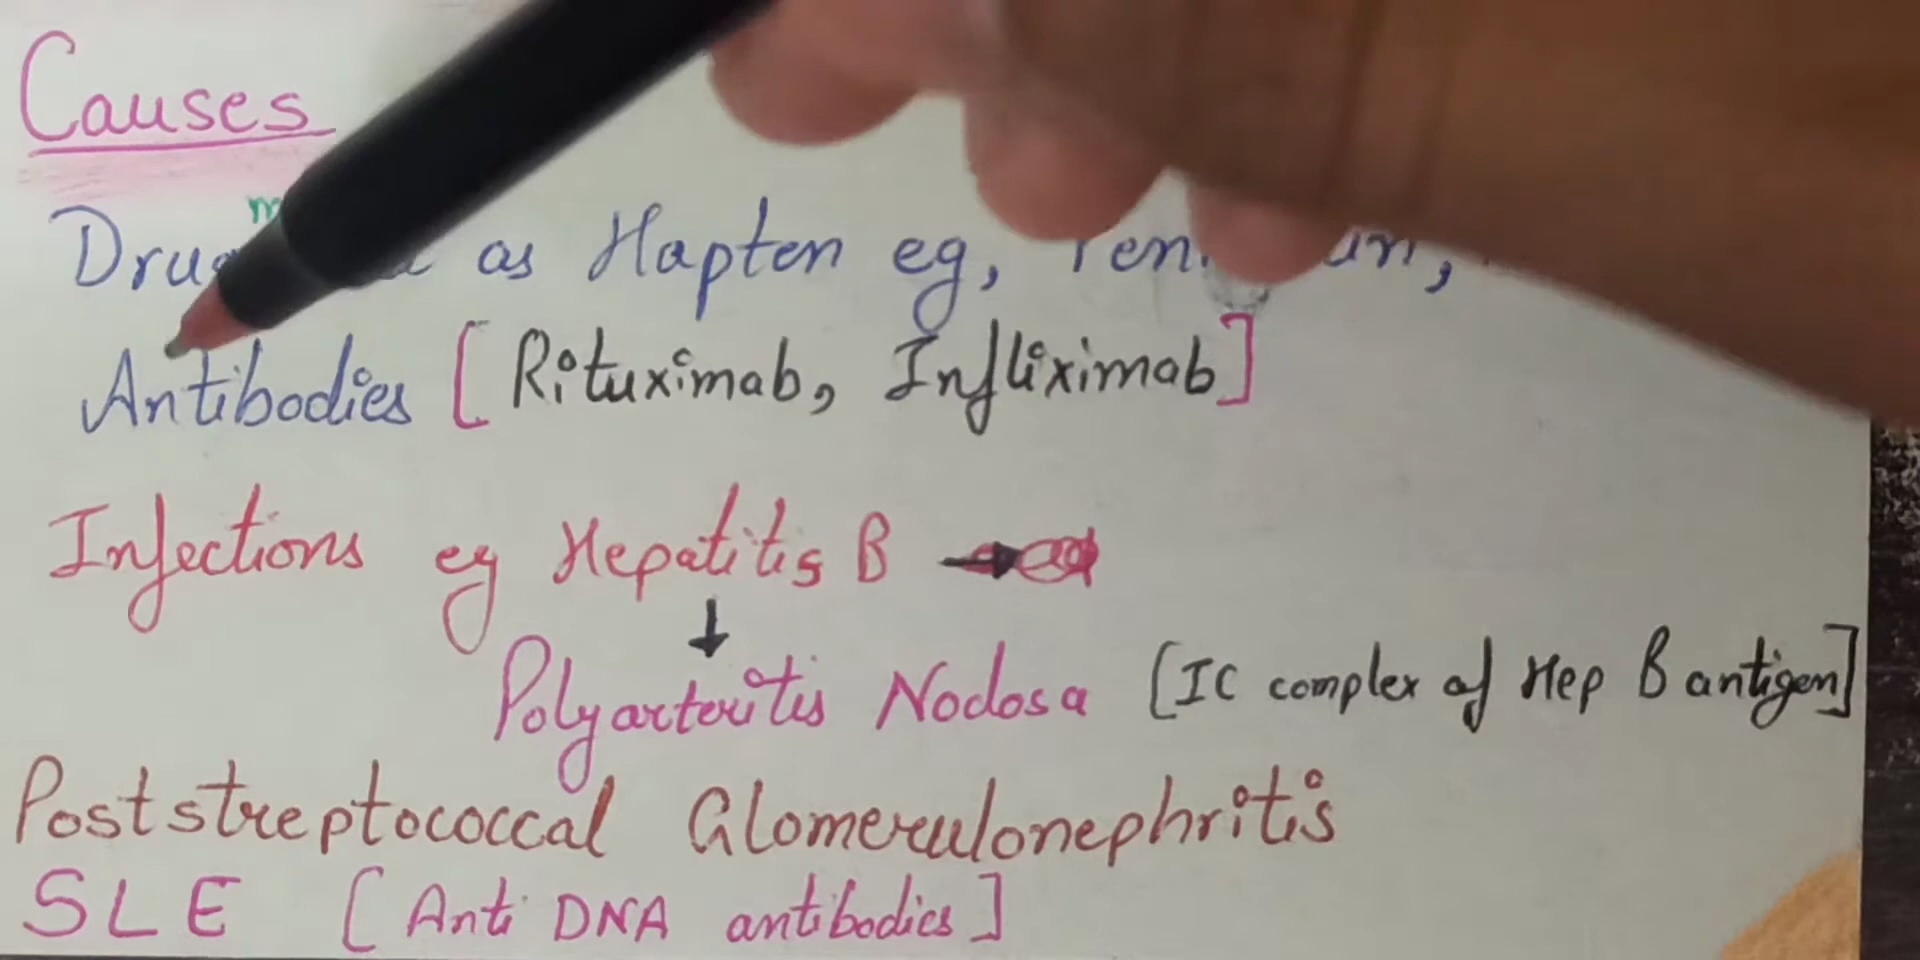 Causes
as Hapten eg,
Antibodies [Rituximab, Infliximab]
Infections eg Hepatitis B →
↓
Polyarteritis Nodosa [IC complex of Hep B antigen]
Poststreptococcal Glomerulonephritis
SLE [Anti DNA antibodies]